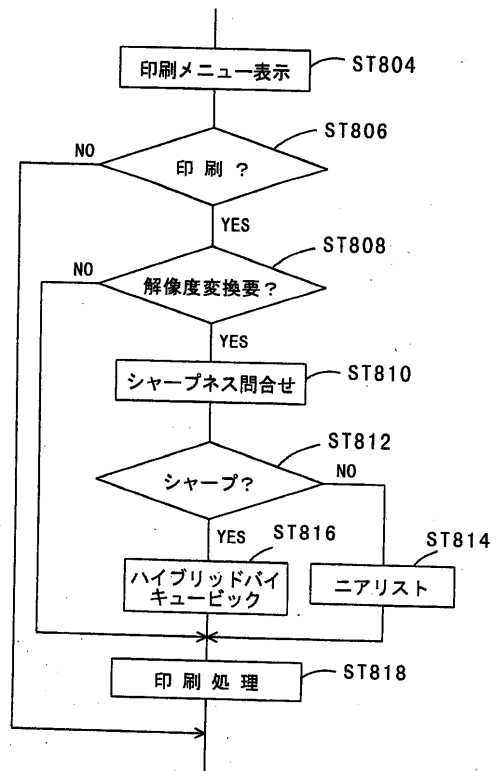 印刷メニュー表示
ST804
ST806
NO
印刷?
YES
ST808
NO
解像度変換要?
YES
シャープネス問合せ
ST810
ST812
シャープ?
NO
YES
ST816
ST814
ハイブリッドバイ
キュービック
ニアリスト
印刷処理
ST818